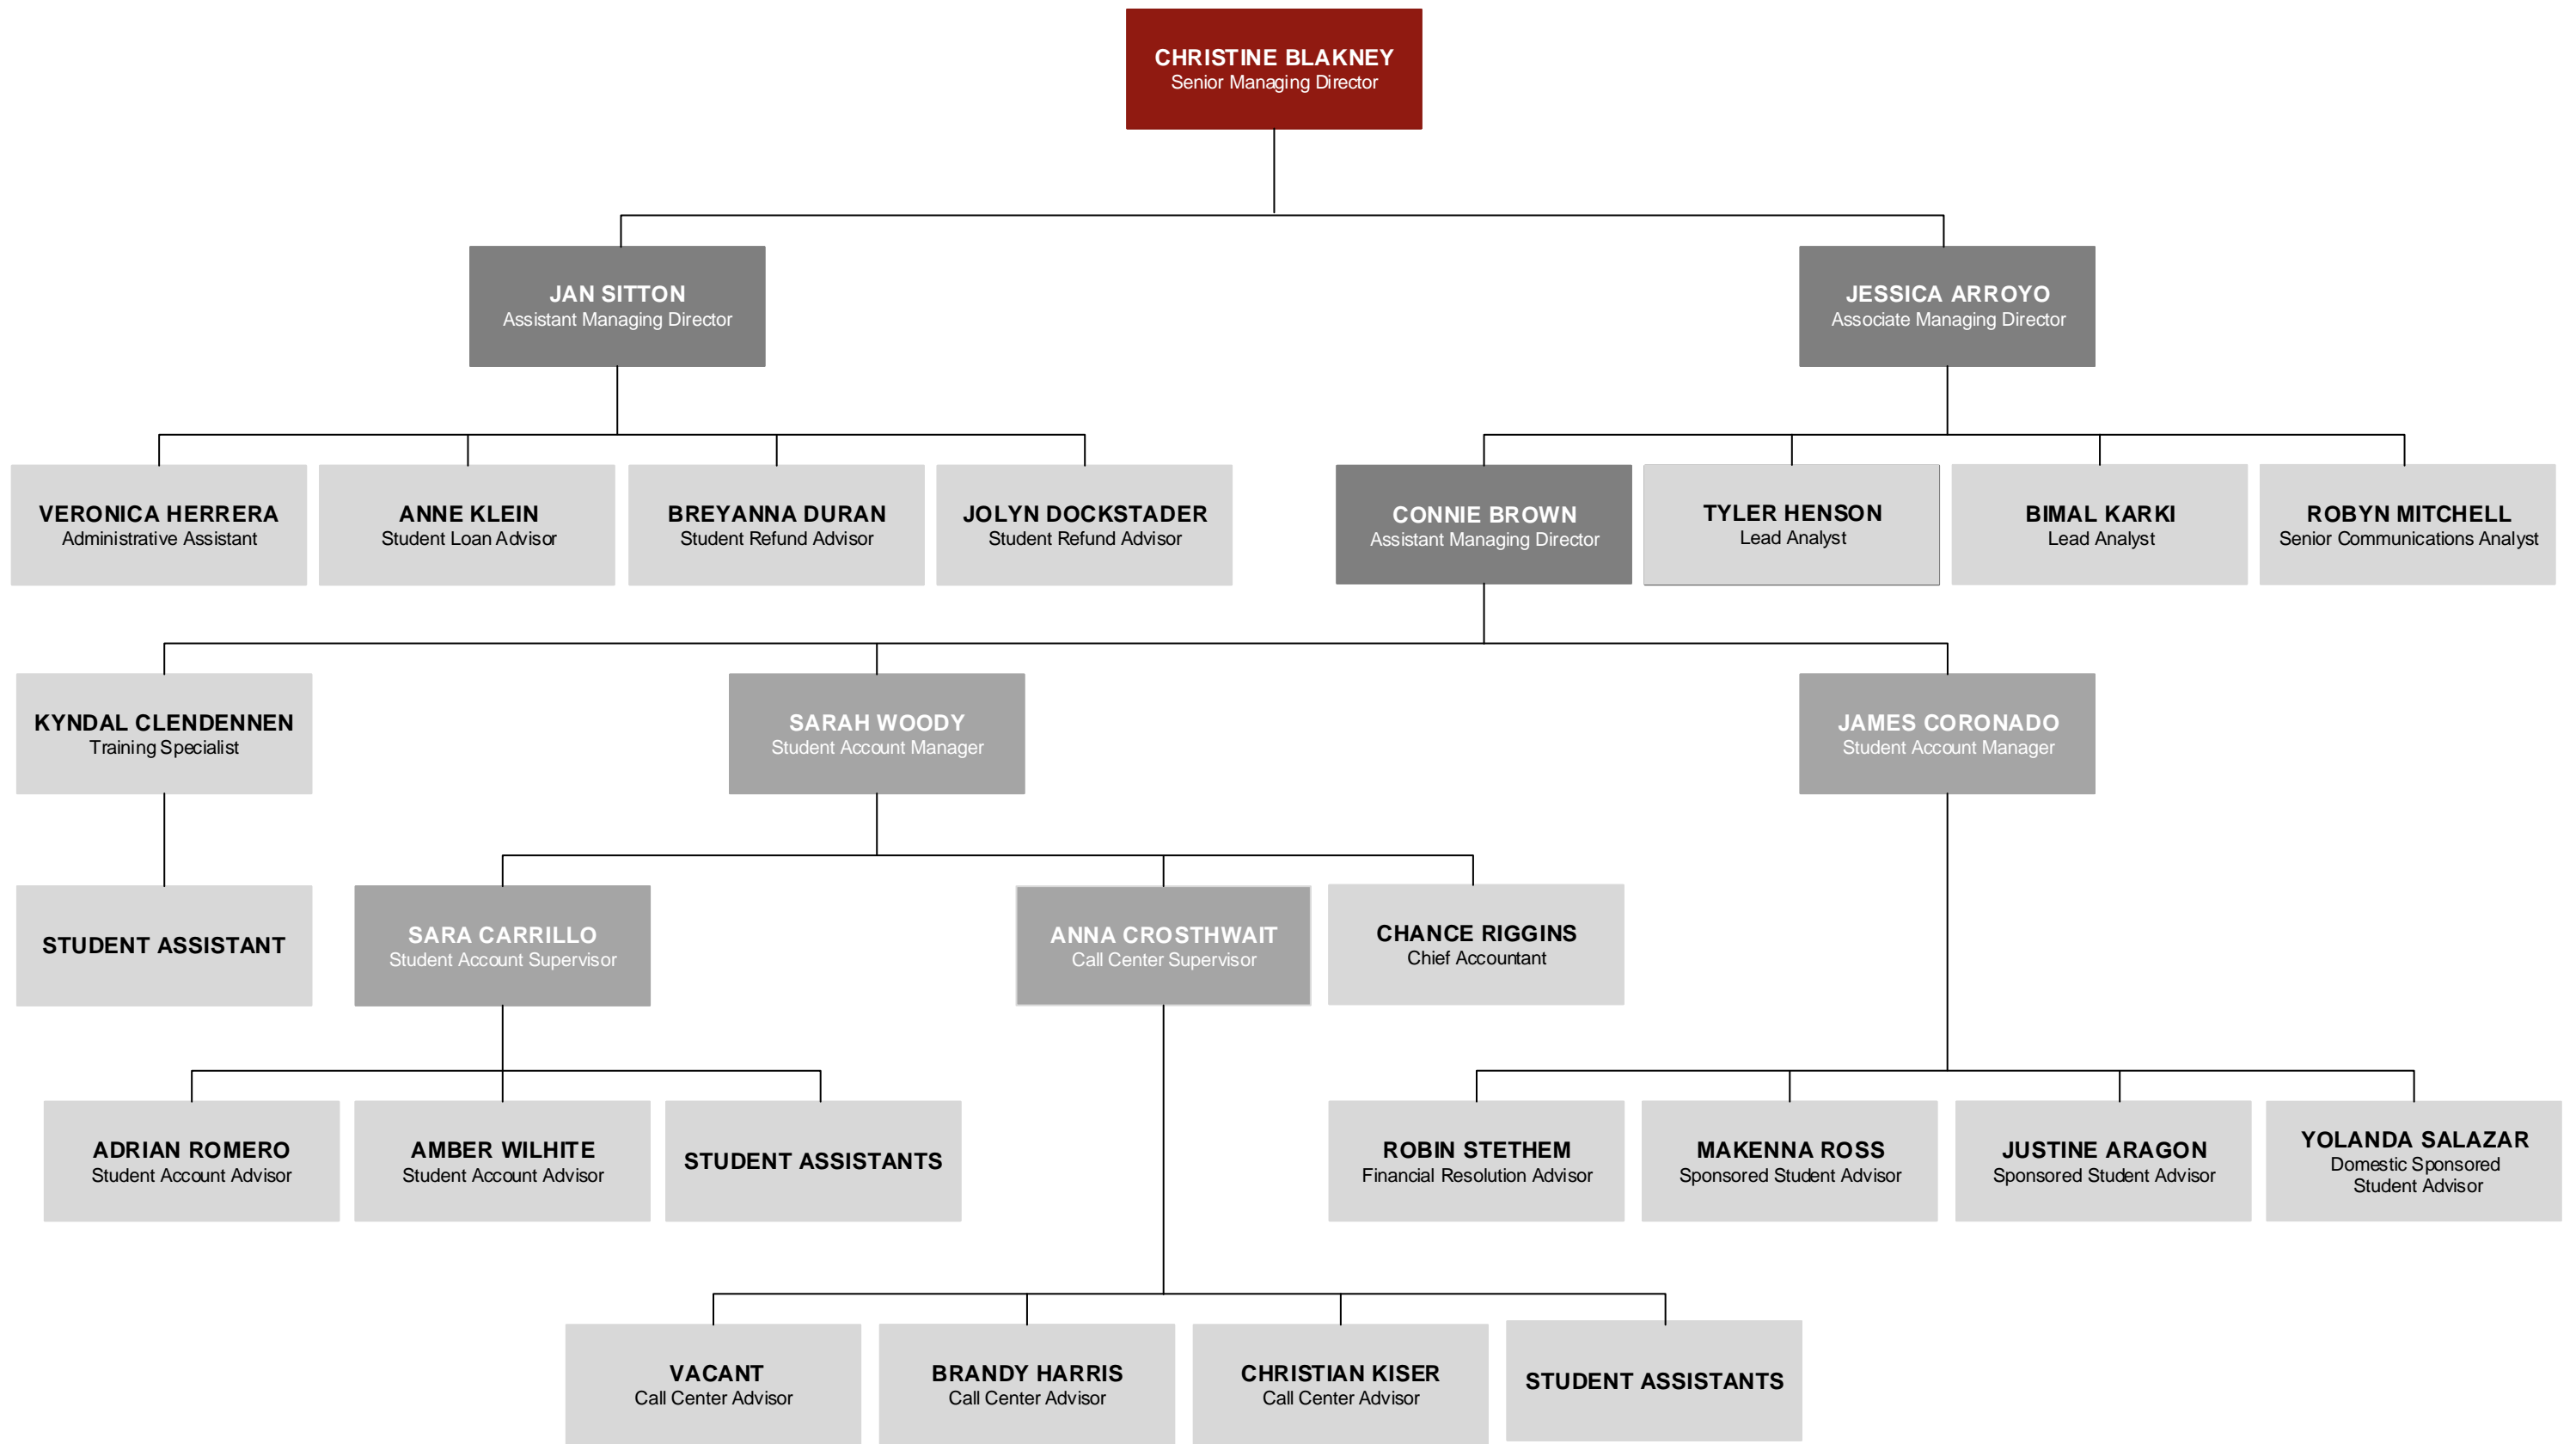 CHRISTINE BLAKNEY
Senior Managing Director
JAN SITTON
Assistant Managing Director
JESSICA ARROYO
Associate Managing Director
VERONICA HERRERA
Administrative Assistant
ANNE KLEIN
Student Loan Advisor
BREYANNA DURAN
Student Refund Advisor
JOLYN DOCKSTADER
Student Refund Advisor
CONNIE BROWN
Assistant Managing Director
TYLER HENSON
Lead Analyst
BIMAL KARKI
Lead Analyst
ROBYN MITCHELL
Senior Communications Analyst
KYNDAL CLENDENNEN
Training Specialist
SARAH WOODY
Student Account Manager
JAMES CORONADO
Student Account Manager
STUDENT ASSISTANT
SARA CARRILLO
Student Account Supervisor
ANNA CROSTHWAIT
Call Center Supervisor
CHANCE RIGGINS
Chief Accountant
ADRIAN ROMERO
Student Account Advisor
AMBER WILHITE
Student Account Advisor
STUDENT ASSISTANTS
ROBIN STETHEM
Financial Resolution Advisor
MAKENNA ROSS
Sponsored Student Advisor
JUSTINE ARAGON
Sponsored Student Advisor
YOLANDA SALAZAR
Domestic Sponsored
Student Advisor
VACANT
Call Center Advisor
BRANDY HARRIS
Call Center Advisor
CHRISTIAN KISER
Call Center Advisor
STUDENT ASSISTANTS